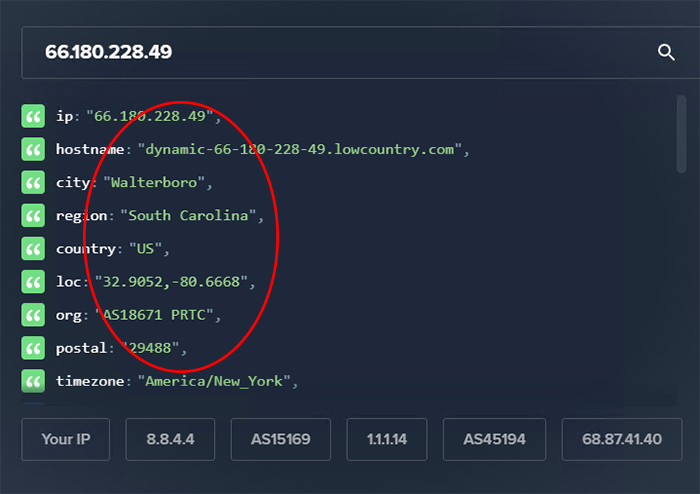 66.180.228.49
ip: "66.180.228.49",
hostname: "dynamic-66-180-228-49.lowcountry.com",
city: "Walterboro",
region: "South Carolina",
country: "US",
loc: "32.9052,-80.6668",
org: "AS18671 PRTC",
postal: "29488",
timezone: "America/New_York",
Your IP 8.8.4.4 AS15169 1.1.1.14 AS45194 68.87.41.40